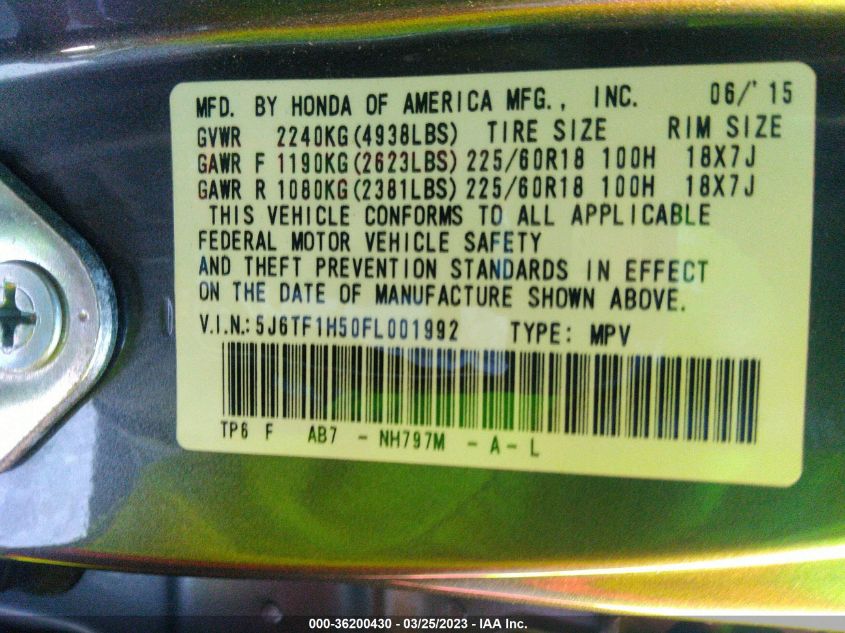 MFD. BY HONDA OF AMERICA MFG., INC. 06/'15
GVWR 2240KG(4938LBS) TIRE SIZE RIM SIZE
GAWR F 1190KG(2623LBS) 225/60R18 100H 18X7J
GAWR R 1080KG(2381LBS) 225/60R18 100H 18X7J
THIS VEHICLE CONFORMS TO ALL APPLICABLE
FEDERAL MOTOR VEHICLE SAFETY
AND THEFT PREVENTION STANDARDS IN EFFECT
ON THE DATE OF MANUFACTURE SHOWN ABOVE.
V.I.N.: 5J6TF1H50FL001992 TYPE: MPV
TP6 F AB7 - NH797M - A - L
000-36200430 - 03/25/2023 - IAA Inc.